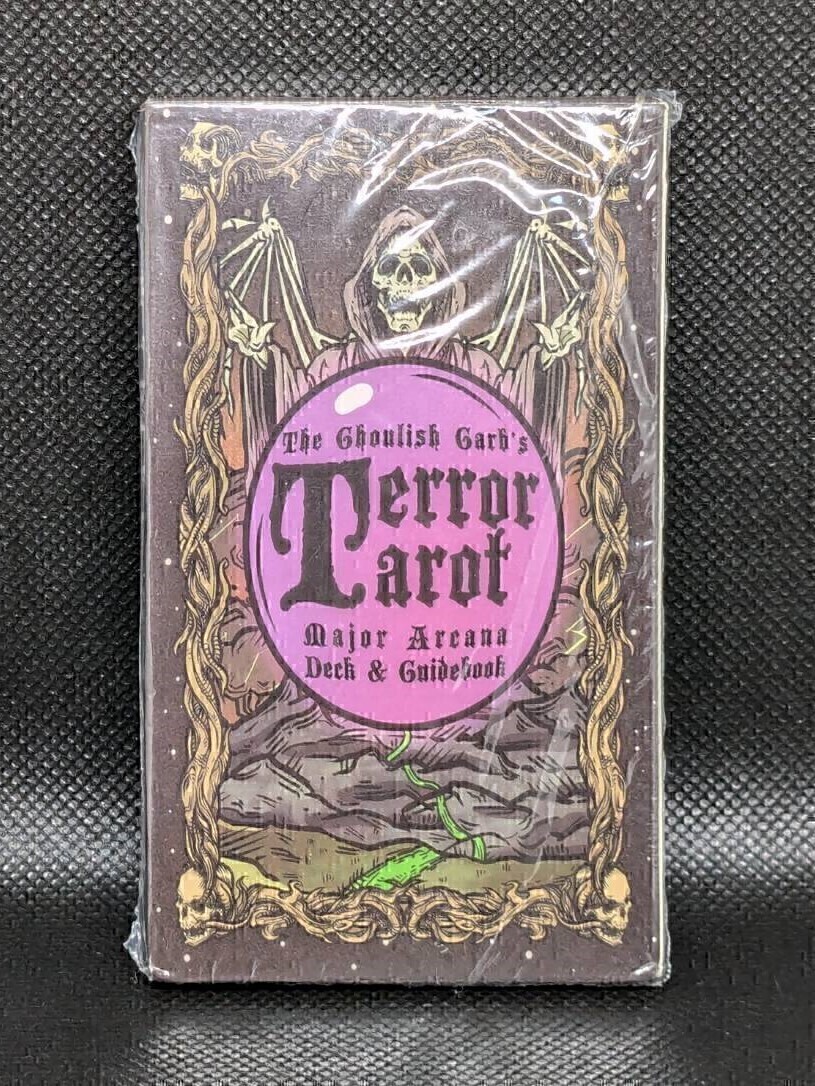 The Ghoulish Garb's
Terror
Tarot
Major Arcana
Deck & Guidebook